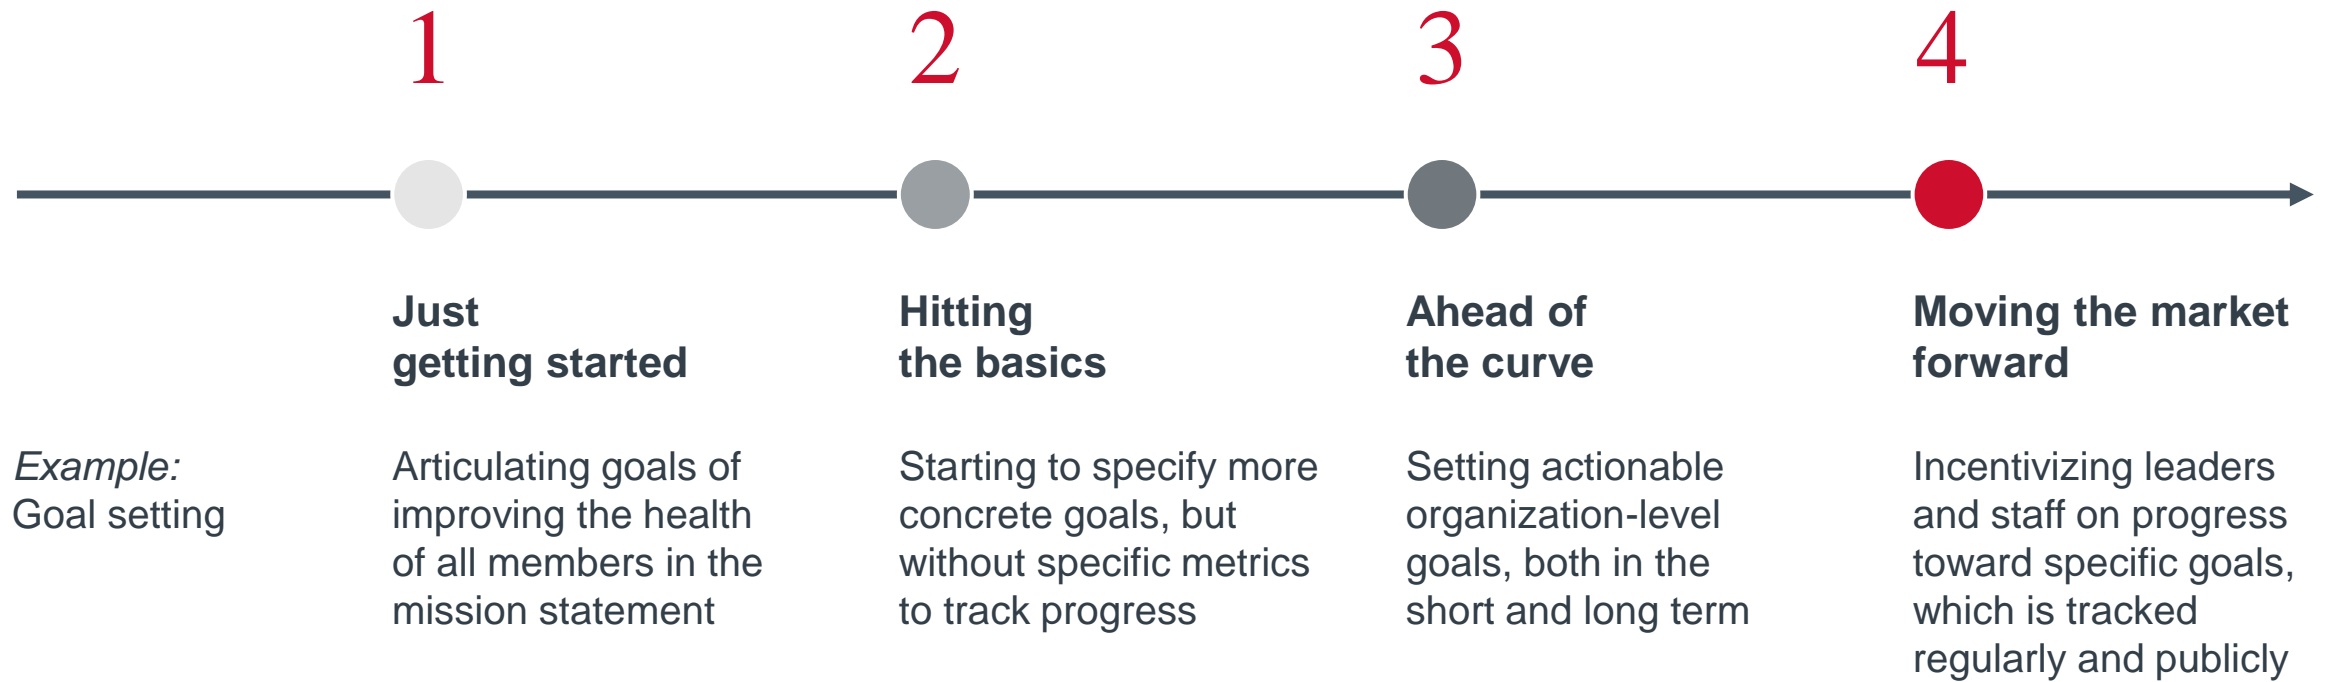 1
2
3
4
Just
getting started
Hitting
the basics
Ahead of
the curve
Moving the market
forward
Example:
Goal setting
Articulating goals of
improving the health
of all members in the
mission statement
Starting to specify more
concrete goals, but
without specific metrics
to track progress
Setting actionable
organization-level
goals, both in the
short and long term
Incentivizing leaders
and staff on progress
toward specific goals,
which is tracked
regularly and publicly